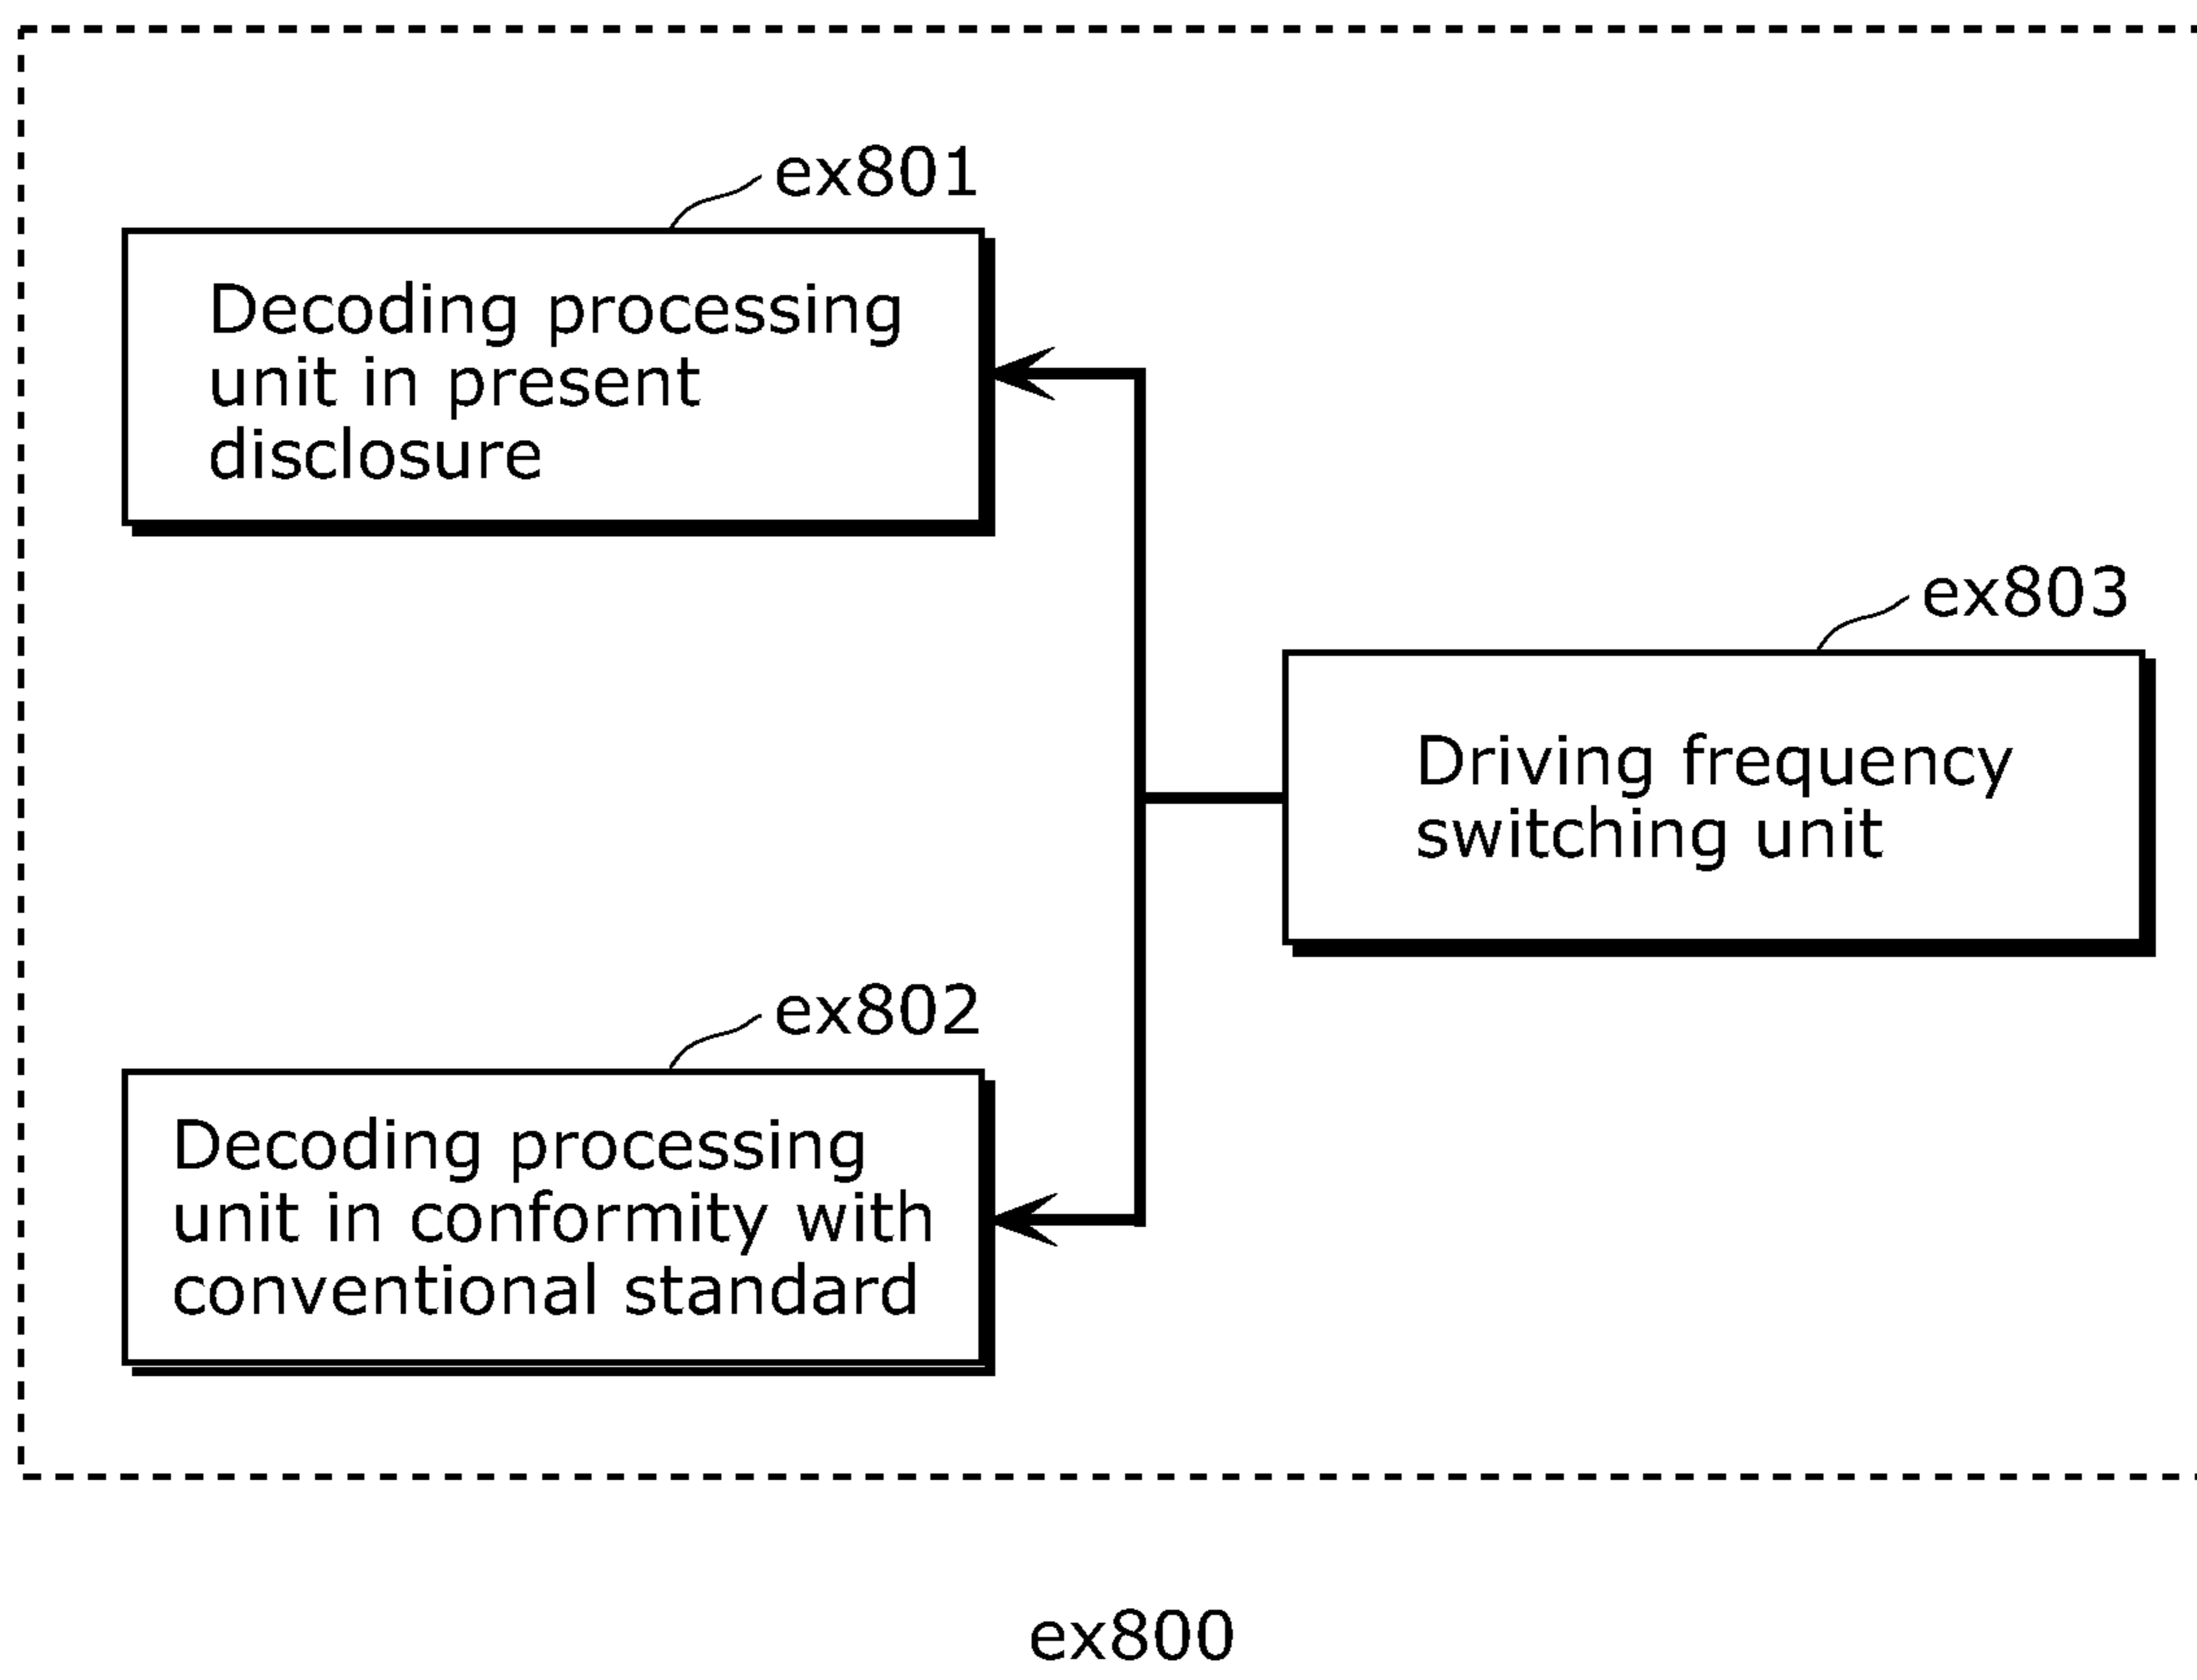 ex801
Decoding processing
unit in present
disclosure
ex803
Driving frequency
switching unit
ex802
Decoding processing
unit in conformity with
conventional standard
ex800